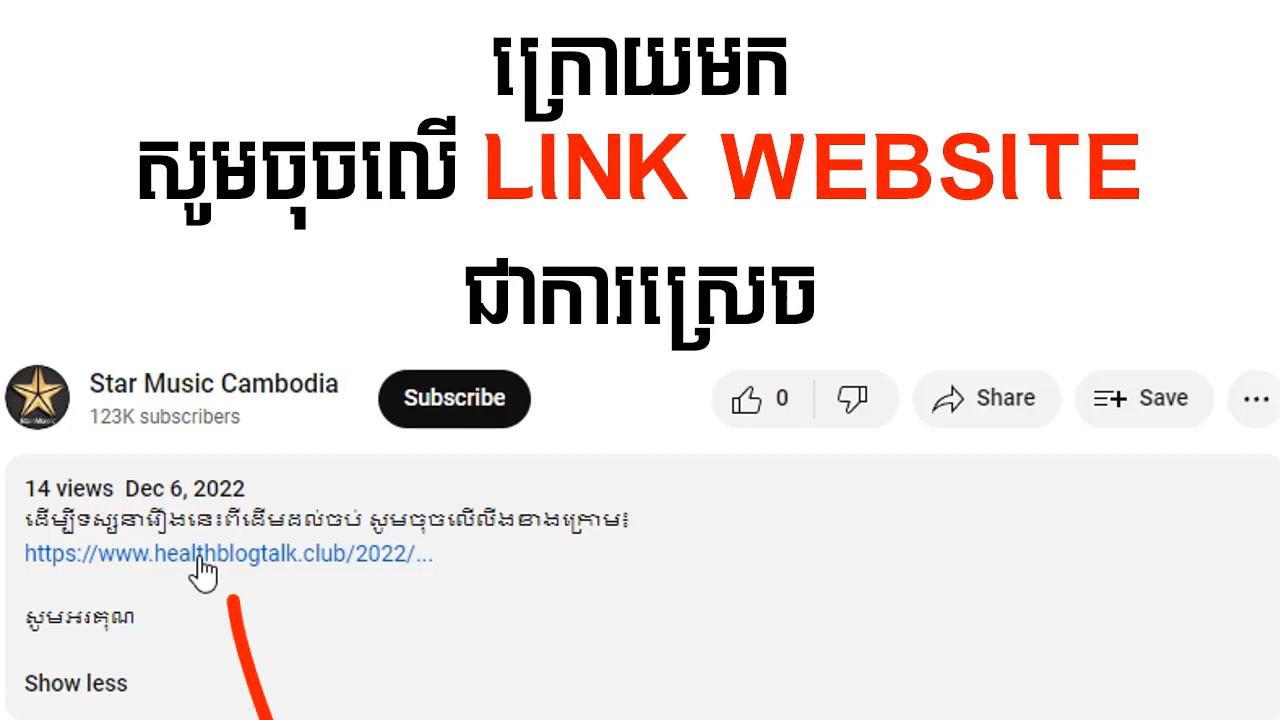 ក្រោយមក
សូមចុចលើ LINK WEBSITE
ជាការស្រេច
Star Music Cambodia
123K subscribers
Subscribe
0
Share
Save
14 views Dec 6, 2022
ដើម្បីទស្សនារឿងនេះពីដើមដល់ចប់ សូមចុចលើលីងខាងក្រោម៖
https://www.healthblogtalk.club/2022/...
សូមអរគុណ
Show less